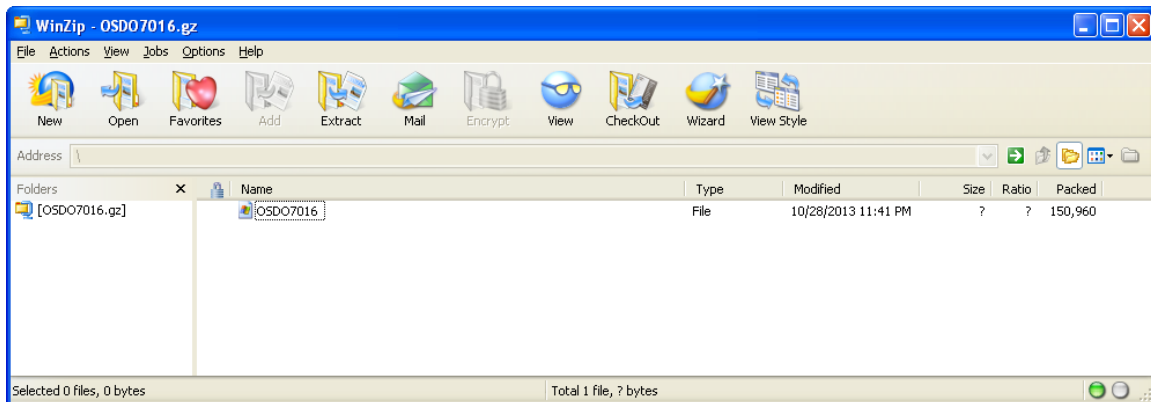 WinZip - OSDO7016.gz
File Actions View Jobs Options Help
New Open Favorites Add Extract Mail Encrypt View CheckOut Wizard View Style
Address \
Folders Name Type Modified Size Ratio Packed
[OSDO7016.gz] OSDO7016 File 10/28/2013 11:41 PM ? ? 150,960
Selected 0 files, 0 bytes Total 1 file, ? bytes